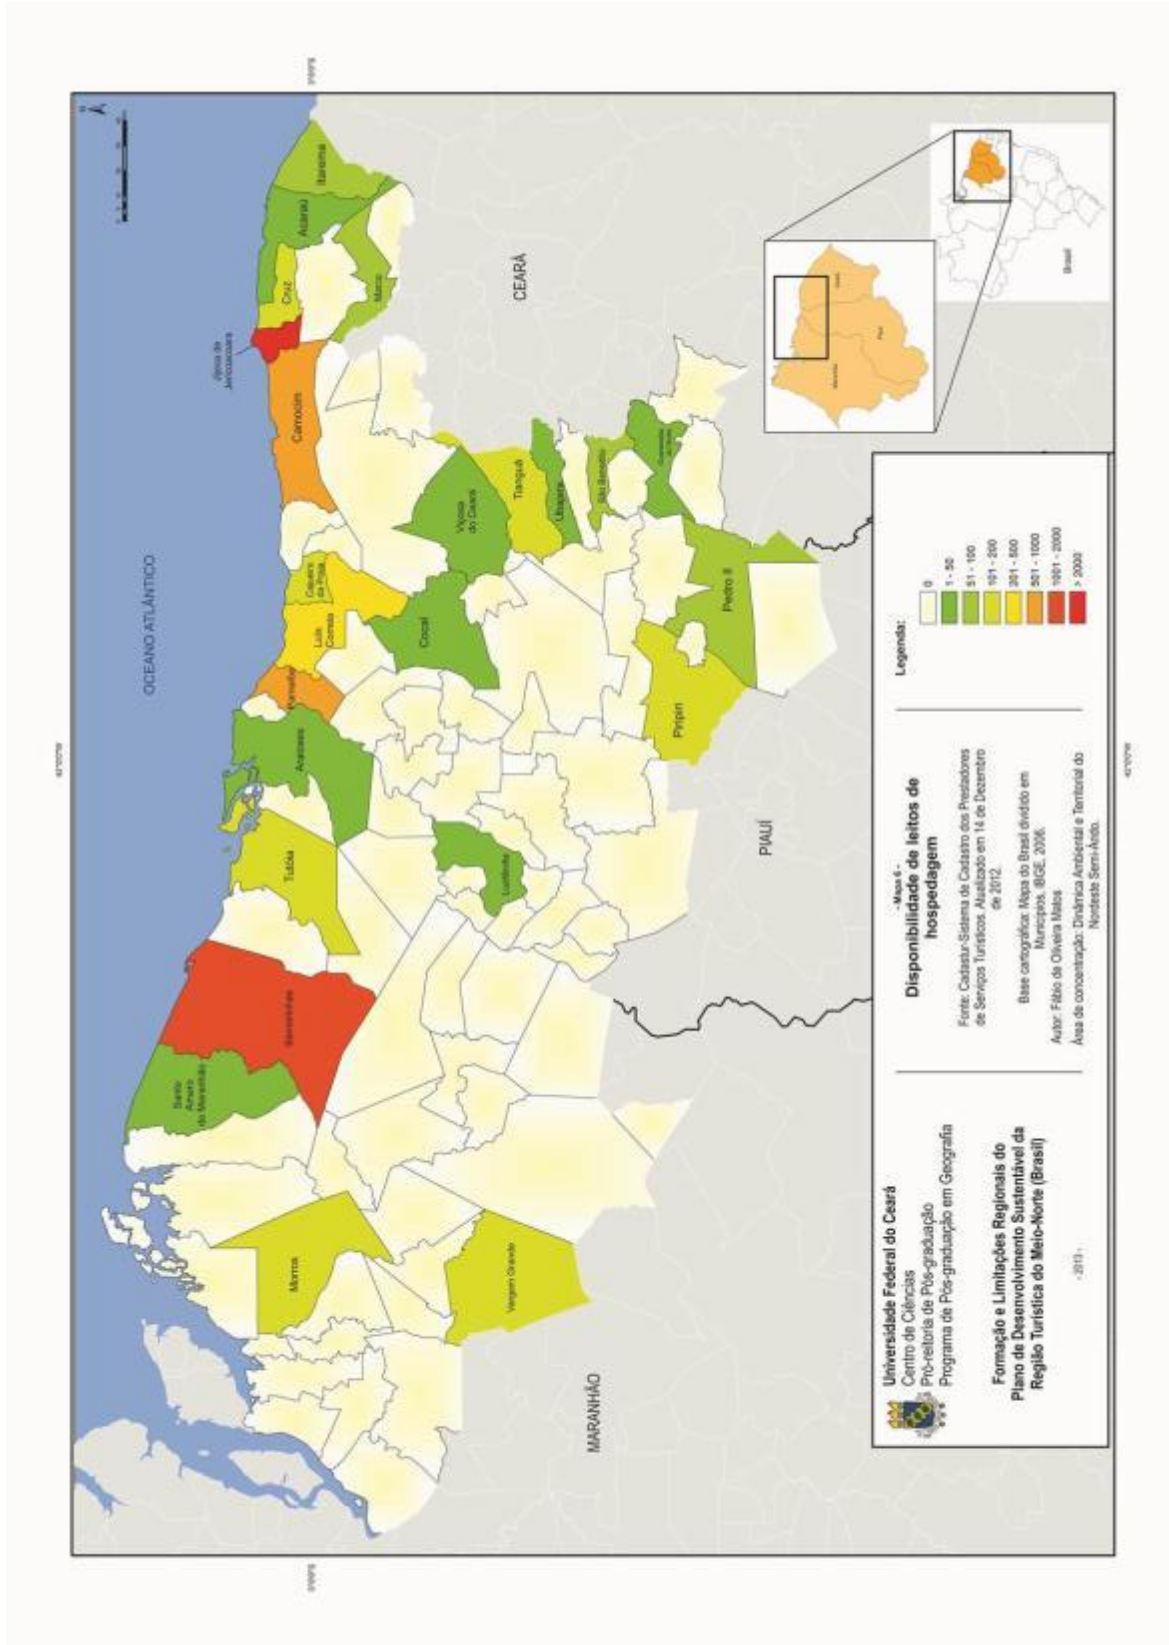 OCEANO ATLÂNTICO
MARANHÃO
PIAUÍ
CEARÁ
Morros
Vargem Grande
Santo
Amaro
do Maranhão
Barreirinhas
Tutóia
Araioses
Luzilândia
Parnaíba
Luis
Correia
Cajueiro
da Praia
Cocal
Piripiri
Pedro II
Viçosa
do Ceará
Tianguá
Ubajara
São Benedito
Camocim
Jijoca de
Jericoacoara
Cruz
Acaraú
Itarema
Marco
Maranhão
Piauí
Ceará
Brasil
Universidade Federal do Ceará
Centro de Ciências
Pró-reitoria de Pós-graduação
Programa de Pós-graduação em Geografia
Formação e Limitações Regionais do
Plano de Desenvolvimento Sustentável da
Região Turística do Meio-Norte (Brasil)
- 2013 -
- Mapa 6 -
Disponibilidade de leitos de
hospedagem
Fonte: Cadastur-Sistema de Cadastro dos Prestadores
de Serviços Turísticos. Atualizado em 14 de Dezembro
de 2012.
Base cartográfica: Mapa do Brasil dividido em
Municípios, IBGE, 2006.
Autor: Fábio de Oliveira Matos
Área de concentração: Dinâmica Ambiental e Territorial do
Nordeste Semi-Árido.
Legenda:
0
1 - 50
51 - 100
101 - 200
201 - 500
501 - 1000
1001 - 2000
> 2000